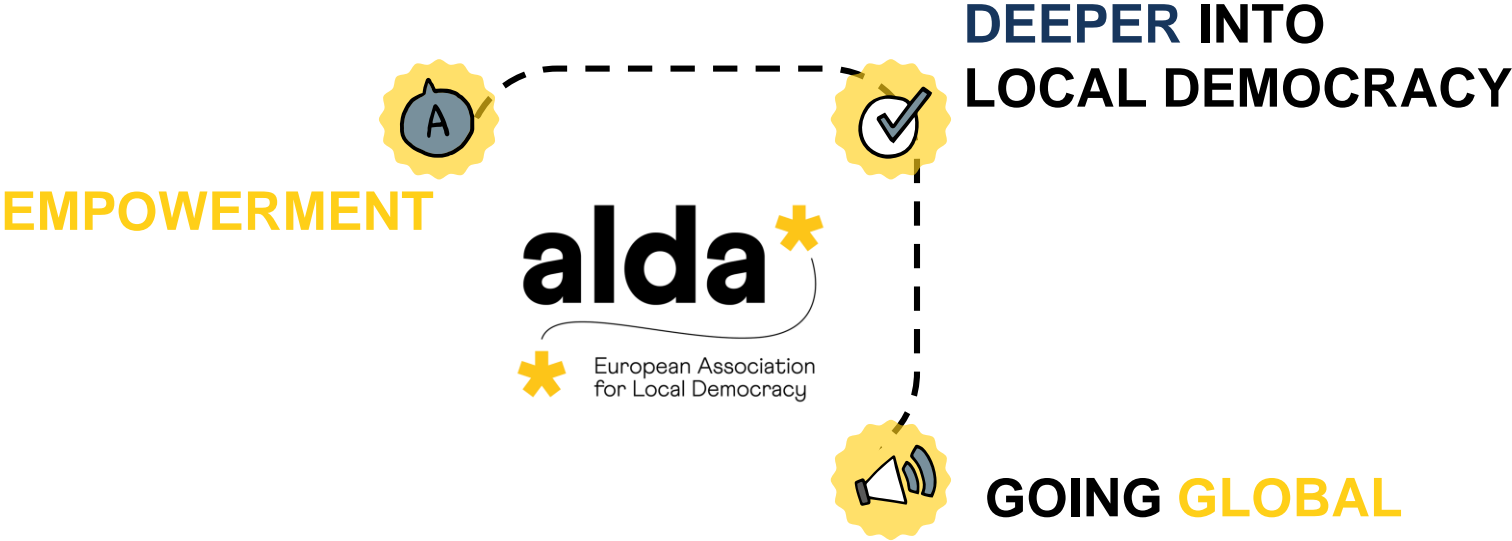 DEEPER INTO
LOCAL DEMOCRACY
A
EMPOWERMENT
alda*
European Association
for Local Democracy
GOING GLOBAL